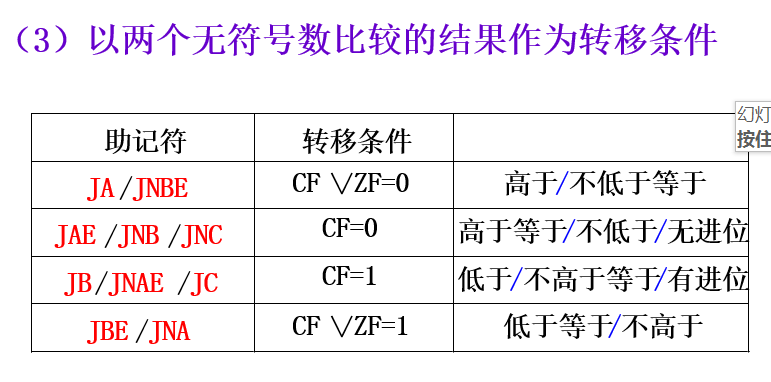 （3）以两个无符号数比较的结果作为转移条件
幻灯
按住
助记符 转移条件
JA/JNBE CF ∨ZF=0 高于/不低于等于
JAE/JNB/JNC CF=0 高于等于/不低于/无进位
JB/JNAE /JC CF=1 低于/不高于等于/有进位
JBE/JNA CF ∨ZF=1 低于等于/不高于